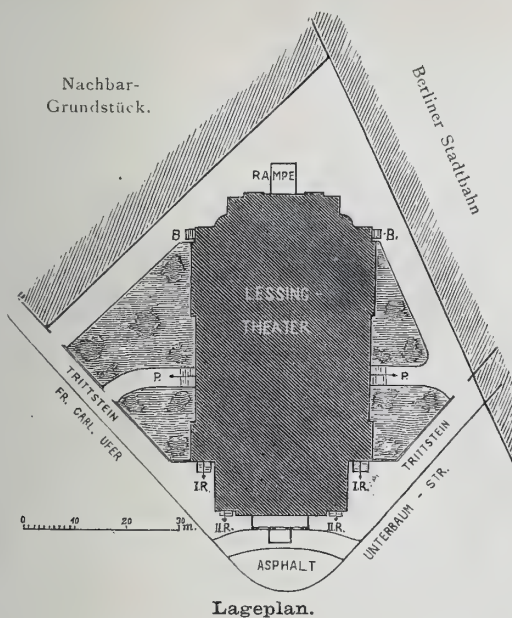 Nachbar-
Grundstück.
Berliner Stadtbahn
RAMPE
B
B.
LESSING -
THEATER
P.
P.
TRITTSTEIN
FR. CARL. UFER
TRITTSTEIN
UNTERBAUM - STR.
I.R.
I.R.
II.R.
II.R.
0 10 20 30 m.
ASPHALT
Lageplan.